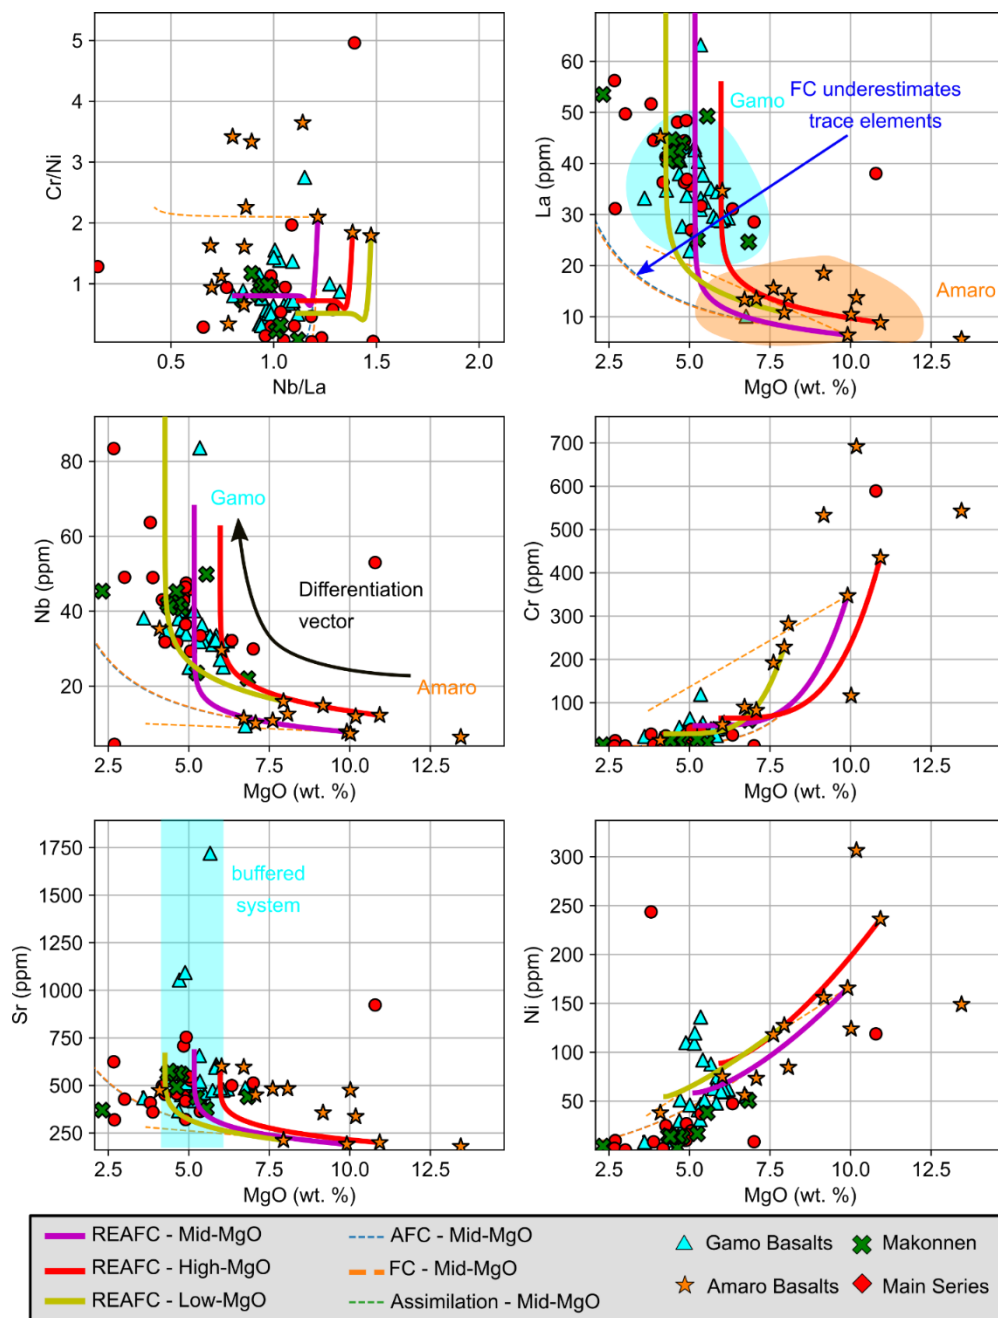 5
4
3
2
1
Cr/Ni
0.5
1.0
1.5
2.0
Nb/La
60
50
40
30
20
10
La (ppm)
Gamo
FC underestimates
trace elements
Amaro
2.5
5.0
7.5
10.0
12.5
MgO (wt. %)
80
60
40
20
Nb (ppm)
Gamo
Differentiation
vector
Amaro
2.5
5.0
7.5
10.0
12.5
MgO (wt. %)
700
600
500
400
300
200
100
Cr (ppm)
2.5
5.0
7.5
10.0
12.5
MgO (wt. %)
1750
1500
1250
1000
750
500
250
Sr (ppm)
buffered
system
2.5
5.0
7.5
10.0
12.5
MgO (wt. %)
300
250
200
150
100
50
Ni (ppm)
2.5
5.0
7.5
10.0
12.5
MgO (wt. %)
REAFC - Mid-MgO
REAFC - High-MgO
REAFC - Low-MgO
AFC - Mid-MgO
FC - Mid-MgO
Assimilation - Mid-MgO
Gamo Basalts
Makonnen
Amaro Basalts
Main Series